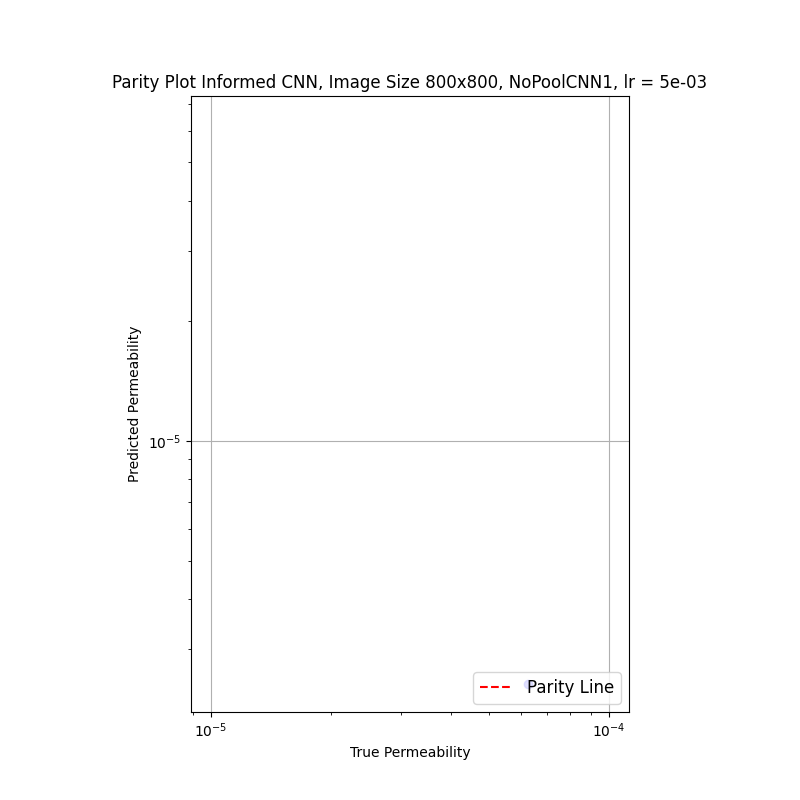 Parity Plot Informed CNN, Image Size 800x800, NoPoolCNN1, lr = 5e-03
Predicted Permeability
10⁻⁵
Parity Line
10⁻⁵ 10⁻⁴
True Permeability